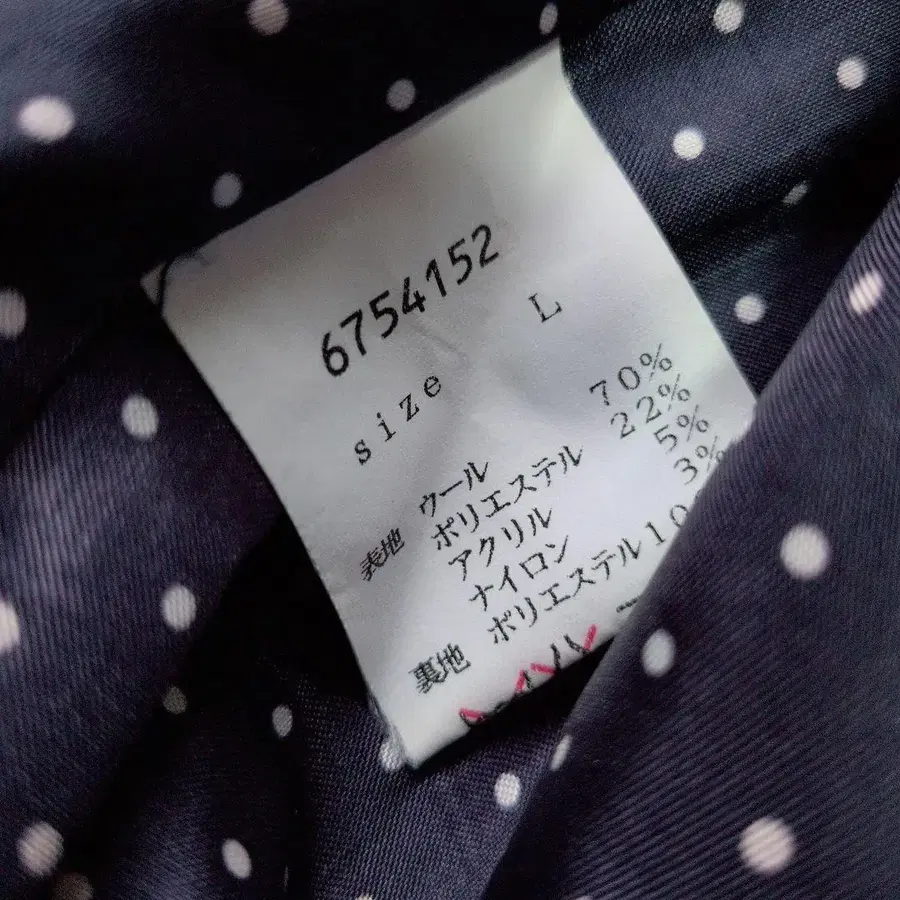 6754152
size L
表地 ウール 70%
ポリエステル 22%
アクリル 5%
ナイロン 3%
裏地 ポリエステル10